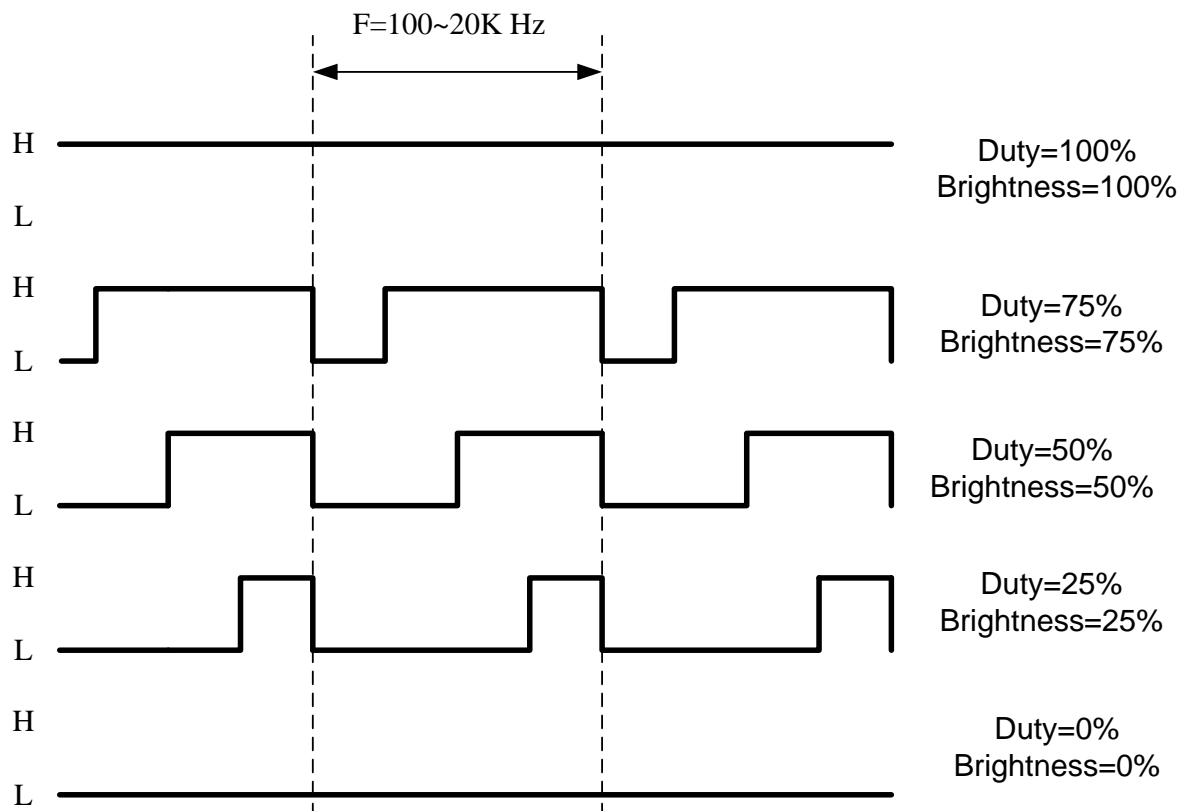 F=100~20K Hz
H
L
Duty=100%
Brightness=100%
H
L
Duty=75%
Brightness=75%
H
L
Duty=50%
Brightness=50%
H
L
Duty=25%
Brightness=25%
H
L
Duty=0%
Brightness=0%